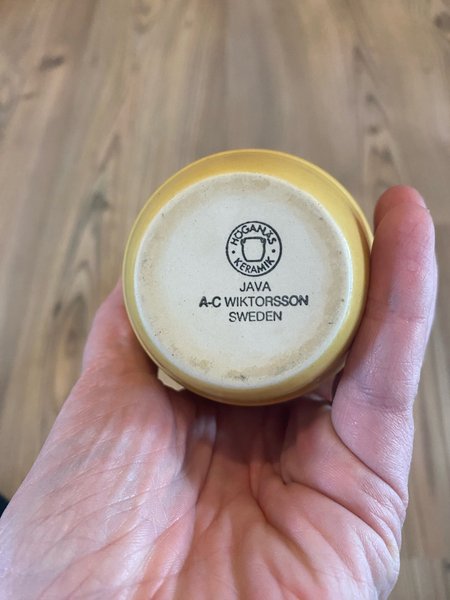 HÖGANÄS
KERAMIK
JAVA
A-C WIKTORSSON
SWEDEN